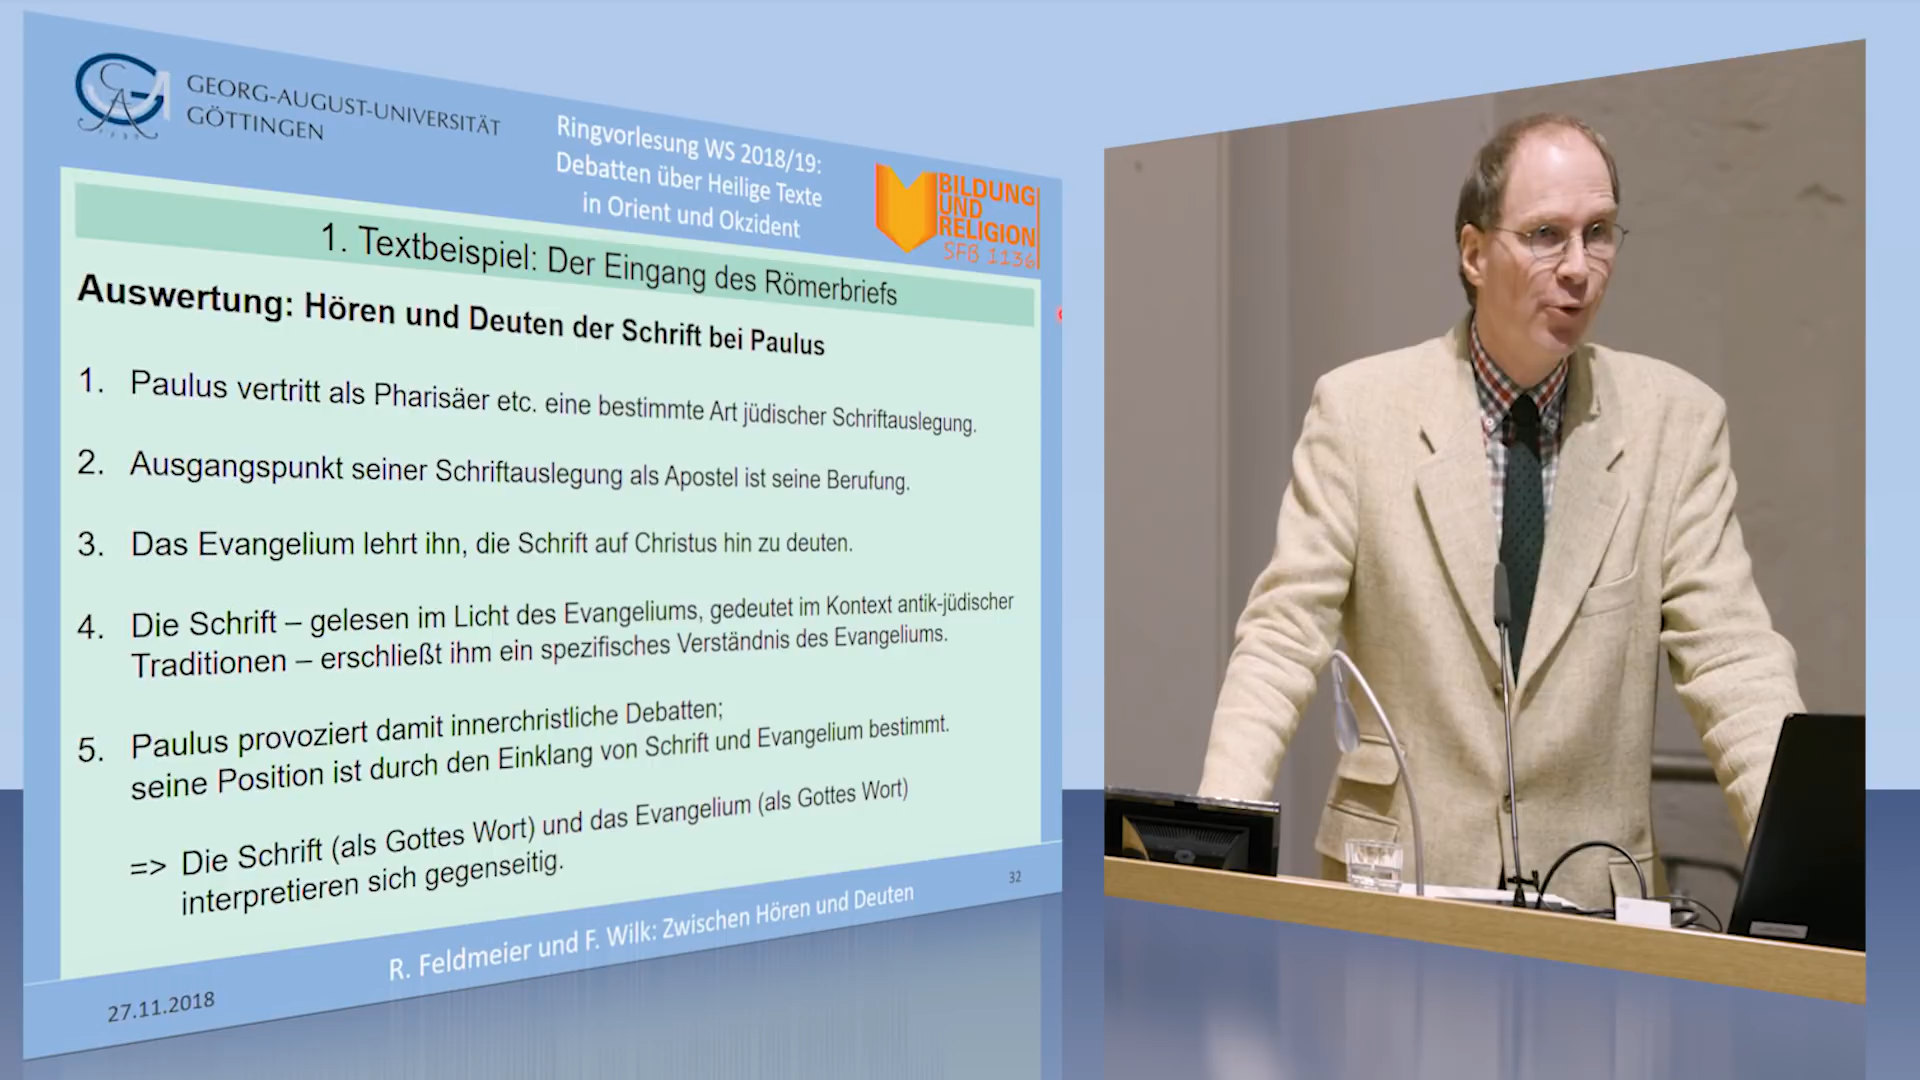 GEORG-AUGUST-UNIVERSITÄT
GÖTTINGEN
Ringvorlesung WS 2018/19:
Debatten über Heilige Texte
in Orient und Okzident
BILDUNG
UND
RELIGION
SFB 1136
1. Textbeispiel: Der Eingang des Römerbriefs
Auswertung: Hören und Deuten der Schrift bei Paulus
1. Paulus vertritt als Pharisäer etc. eine bestimmte Art jüdischer Schriftauslegung.
2. Ausgangspunkt seiner Schriftauslegung als Apostel ist seine Berufung.
3. Das Evangelium lehrt ihn, die Schrift auf Christus hin zu deuten.
4. Die Schrift – gelesen im Licht des Evangeliums, gedeutet im Kontext antik-jüdischer
Traditionen – erschließt ihm ein spezifisches Verständnis des Evangeliums.
5. Paulus provoziert damit innerchristliche Debatten;
seine Position ist durch den Einklang von Schrift und Evangelium bestimmt.
=> Die Schrift (als Gottes Wort) und das Evangelium (als Gottes Wort)
interpretieren sich gegenseitig.
32
R. Feldmeier und F. Wilk: Zwischen Hören und Deuten
27.11.2018